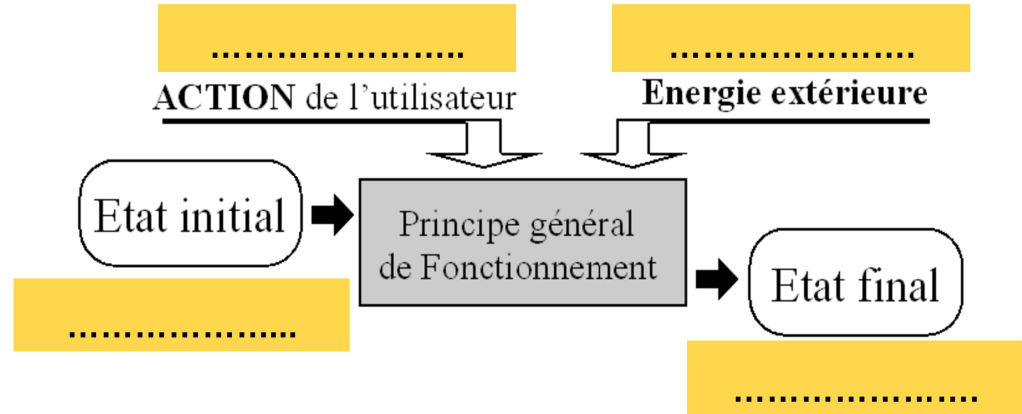 ........................
........................
ACTION de l'utilisateur
Energie extérieure
Etat initial
Principe général
de Fonctionnement
Etat final
........................
........................